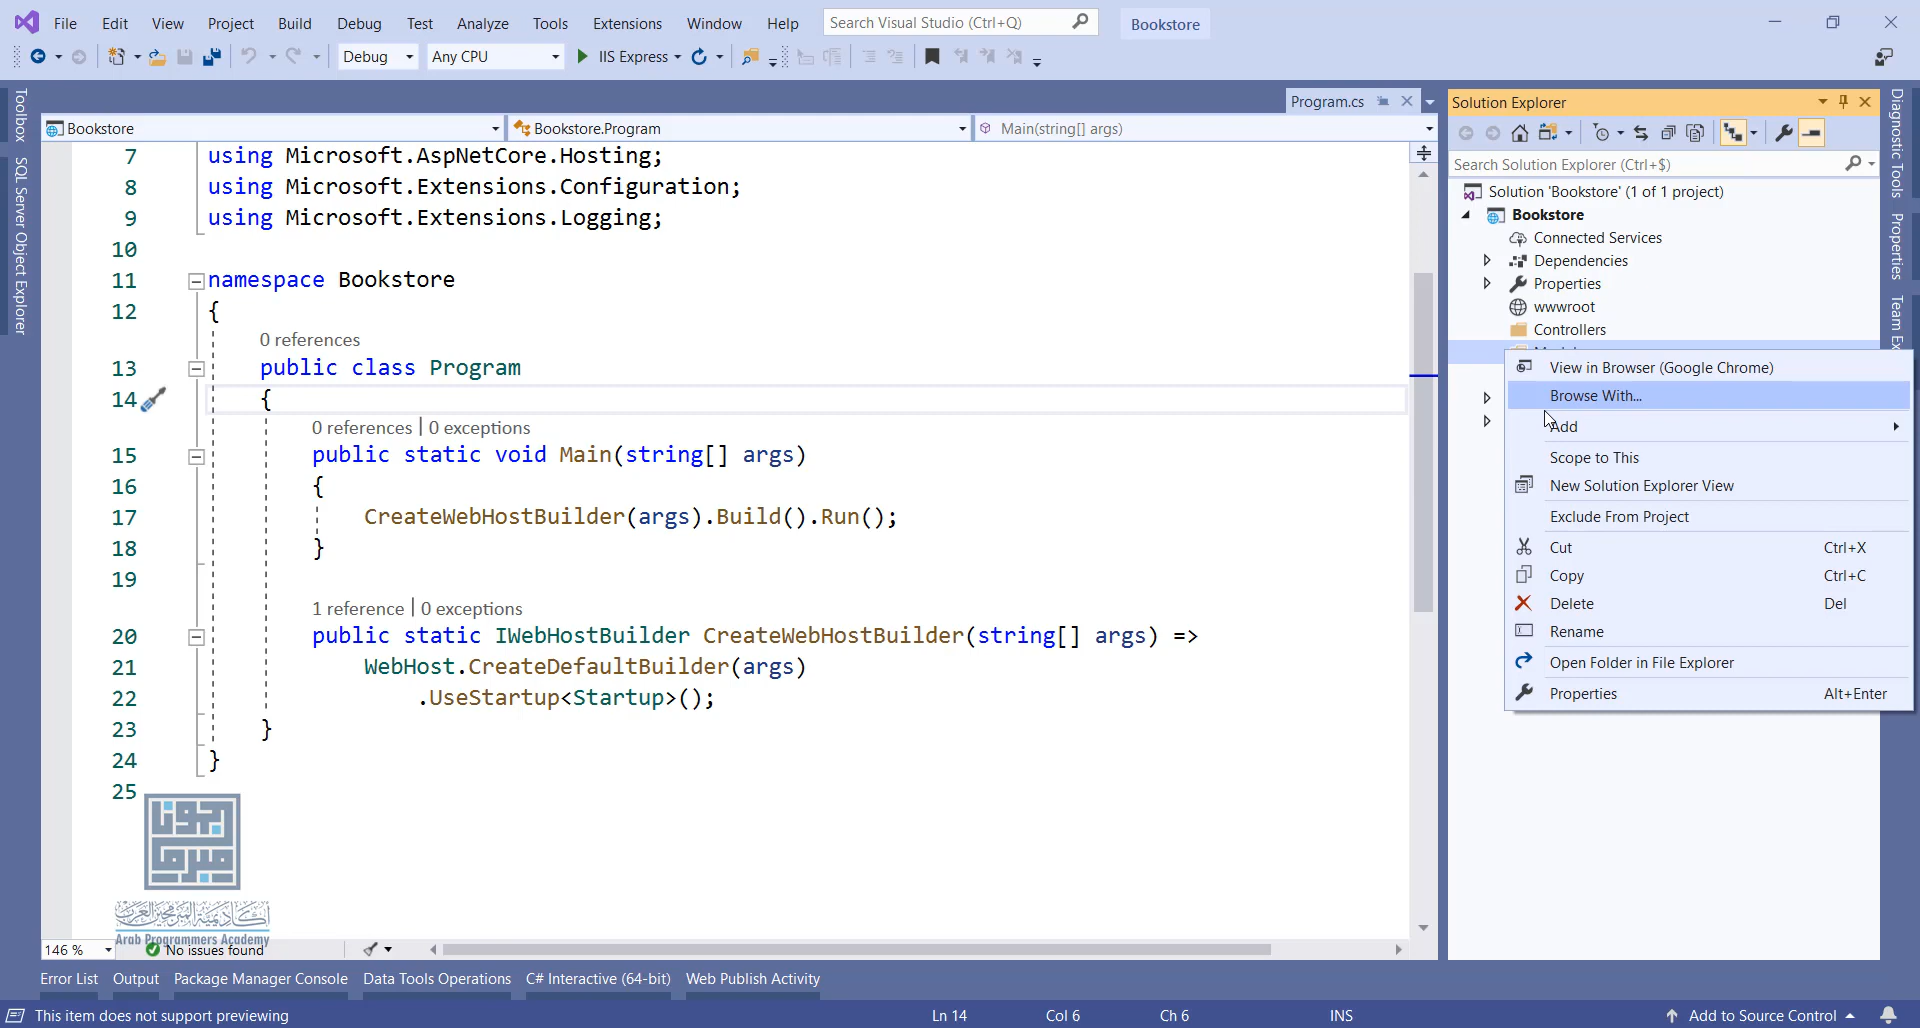 File Edit View Project Build Debug Test Analyze Tools Extensions Window Help Search Visual Studio (Ctrl+Q) Bookstore
Debug Any CPU IIS Express
Toolbox
SQL Server Object Explorer
Program.cs
Bookstore Bookstore.Program Main(string[] args)
7 using Microsoft.AspNetCore.Hosting;
8 using Microsoft.Extensions.Configuration;
9 using Microsoft.Extensions.Logging;
10
11 namespace Bookstore
12 {
0 references
13 public class Program
14 {
0 references | 0 exceptions
15 public static void Main(string[] args)
16 {
17 CreateWebHostBuilder(args).Build().Run();
18 }
19
1 reference | 0 exceptions
20 public static IWebHostBuilder CreateWebHostBuilder(string[] args) =>
21 WebHost.CreateDefaultBuilder(args)
22 .UseStartup<Startup>();
23 }
24 }
25
أكاديمية المبرمجين العرب
Arab Programmers Academy
146 % No issues found
Solution Explorer
Search Solution Explorer (Ctrl+$)
Solution 'Bookstore' (1 of 1 project)
Bookstore
Connected Services
Dependencies
Properties
wwwroot
Controllers
View in Browser (Google Chrome)
Browse With...
Add
Scope to This
New Solution Explorer View
Exclude From Project
Cut Ctrl+X
Copy Ctrl+C
Delete Del
Rename
Open Folder in File Explorer
Properties Alt+Enter
Diagnostic Tools
Properties
Team Ex
Error List Output Package Manager Console Data Tools Operations C# Interactive (64-bit) Web Publish Activity
This item does not support previewing Ln 14 Col 6 Ch 6 INS Add to Source Control